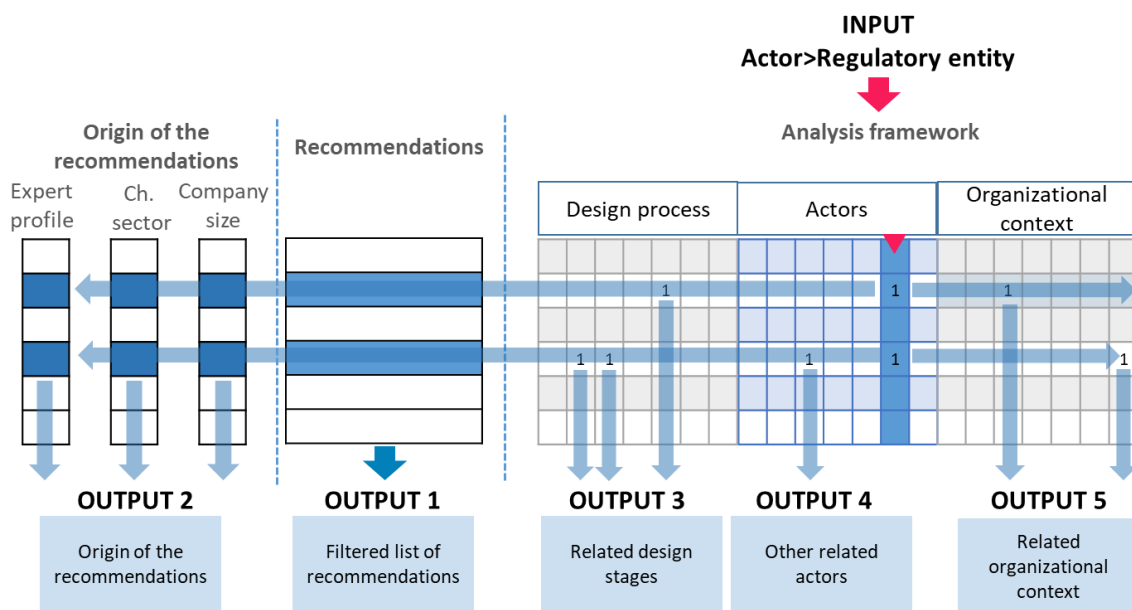 INPUT
Actor>Regulatory entity
Origin of the
recommendations
Recommendations
Analysis framework
Expert
profile
Ch.
sector
Company
size
Design process
Actors
Organizational
context
1
1
1
1
1
1
1
1
OUTPUT 2
OUTPUT 1
OUTPUT 3
OUTPUT 4
OUTPUT 5
Origin of the
recommendations
Filtered list of
recommendations
Related design
stages
Other related
actors
Related
organizational
context